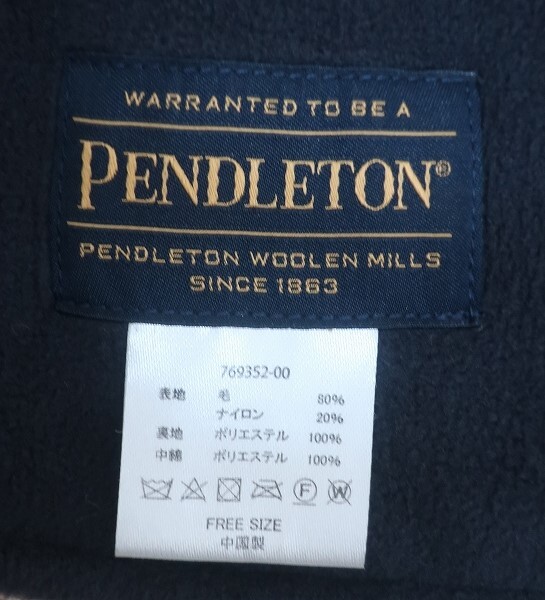 WARRANTED TO BE A
PENDLETON®
PENDLETON WOOLEN MILLS
SINCE 1863
769352-00
表地 毛 80%
ナイロン 20%
裏地 ポリエステル 100%
中綿 ポリエステル 100%
F W
FREE SIZE
中国製